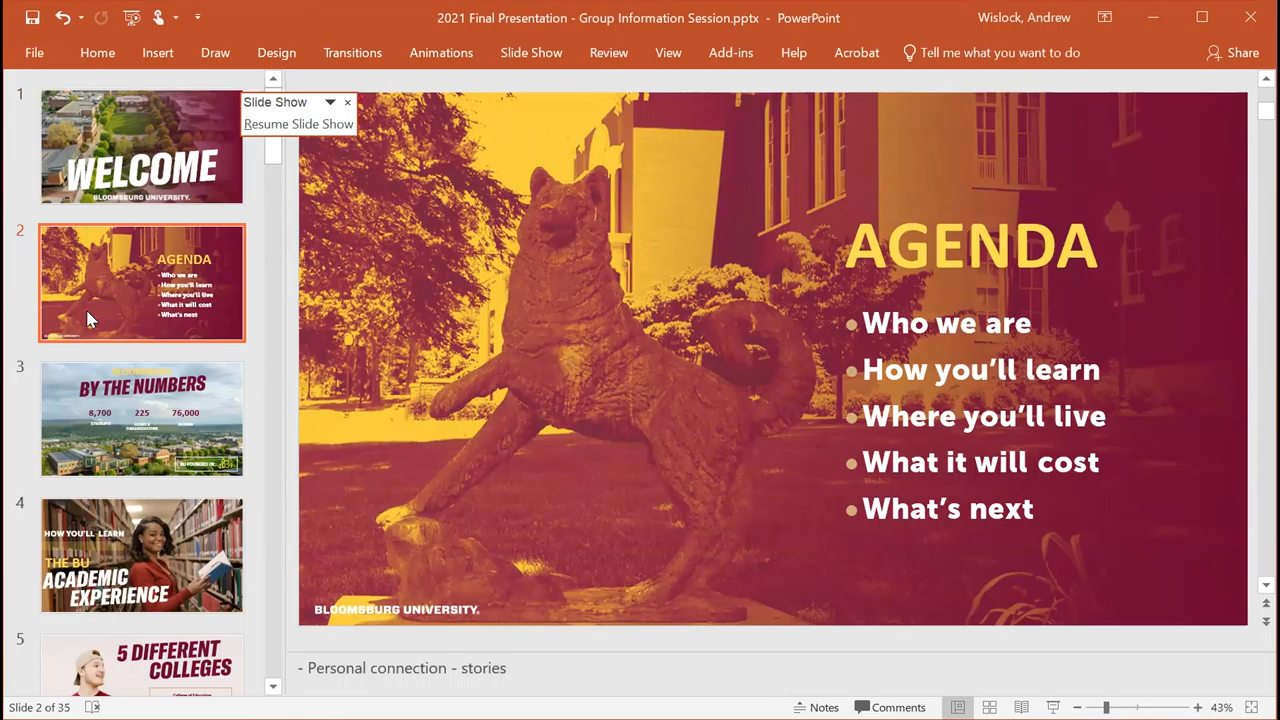 2021 Final Presentation - Group Information Session.pptx - PowerPoint
Wislock, Andrew
File Home Insert Draw Design Transitions Animations Slide Show Review View Add-ins Help Acrobat Tell me what you want to do Share
Slide Show
Resume Slide Show
1
WELCOME
BLOOMSBURG UNIVERSITY.
2
AGENDA
• Who we are
• How you'll learn
• Where you'll live
• What it will cost
• What's next
3
BY THE NUMBERS
8,700 225 76,000
4
HOW YOU'LL LEARN
THE BU
ACADEMIC
EXPERIENCE
5
5 DIFFERENT
COLLEGES
AGENDA
• Who we are
• How you'll learn
• Where you'll live
• What it will cost
• What's next
BLOOMSBURG UNIVERSITY.
- Personal connection - stories
Slide 2 of 35
Notes
Comments
43%